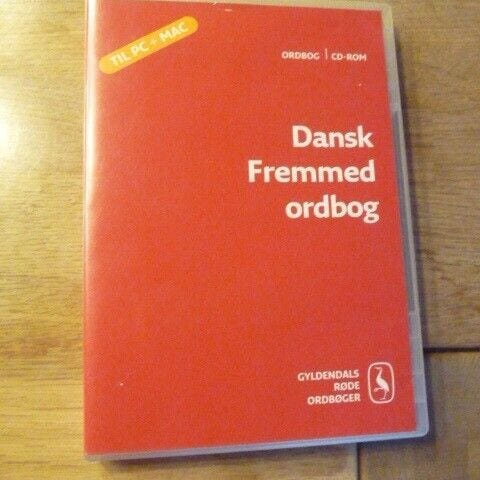 TIL PC + MAC
ORDBOG | CD-ROM
Dansk
Fremmed
ordbog
GYLDENDALS
RØDE
ORDBØGER